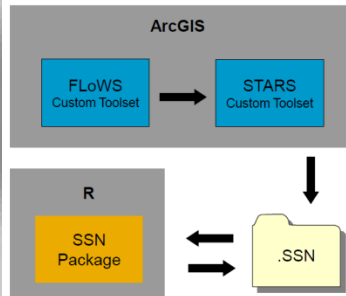 ArcGIS
FLoWS
Custom Toolset
STARS
Custom Toolset
R
SSN
Package
.SSN